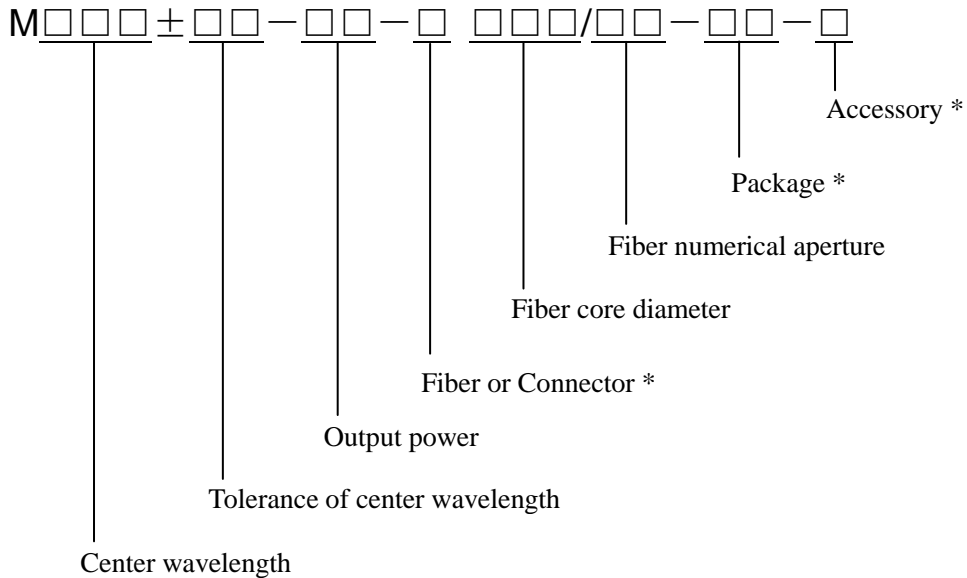 M□□□±□□−□□−□ □□□/□□−□□−□
Accessory *
Package *
Fiber numerical aperture
Fiber core diameter
Fiber or Connector *
Output power
Tolerance of center wavelength
Center wavelength